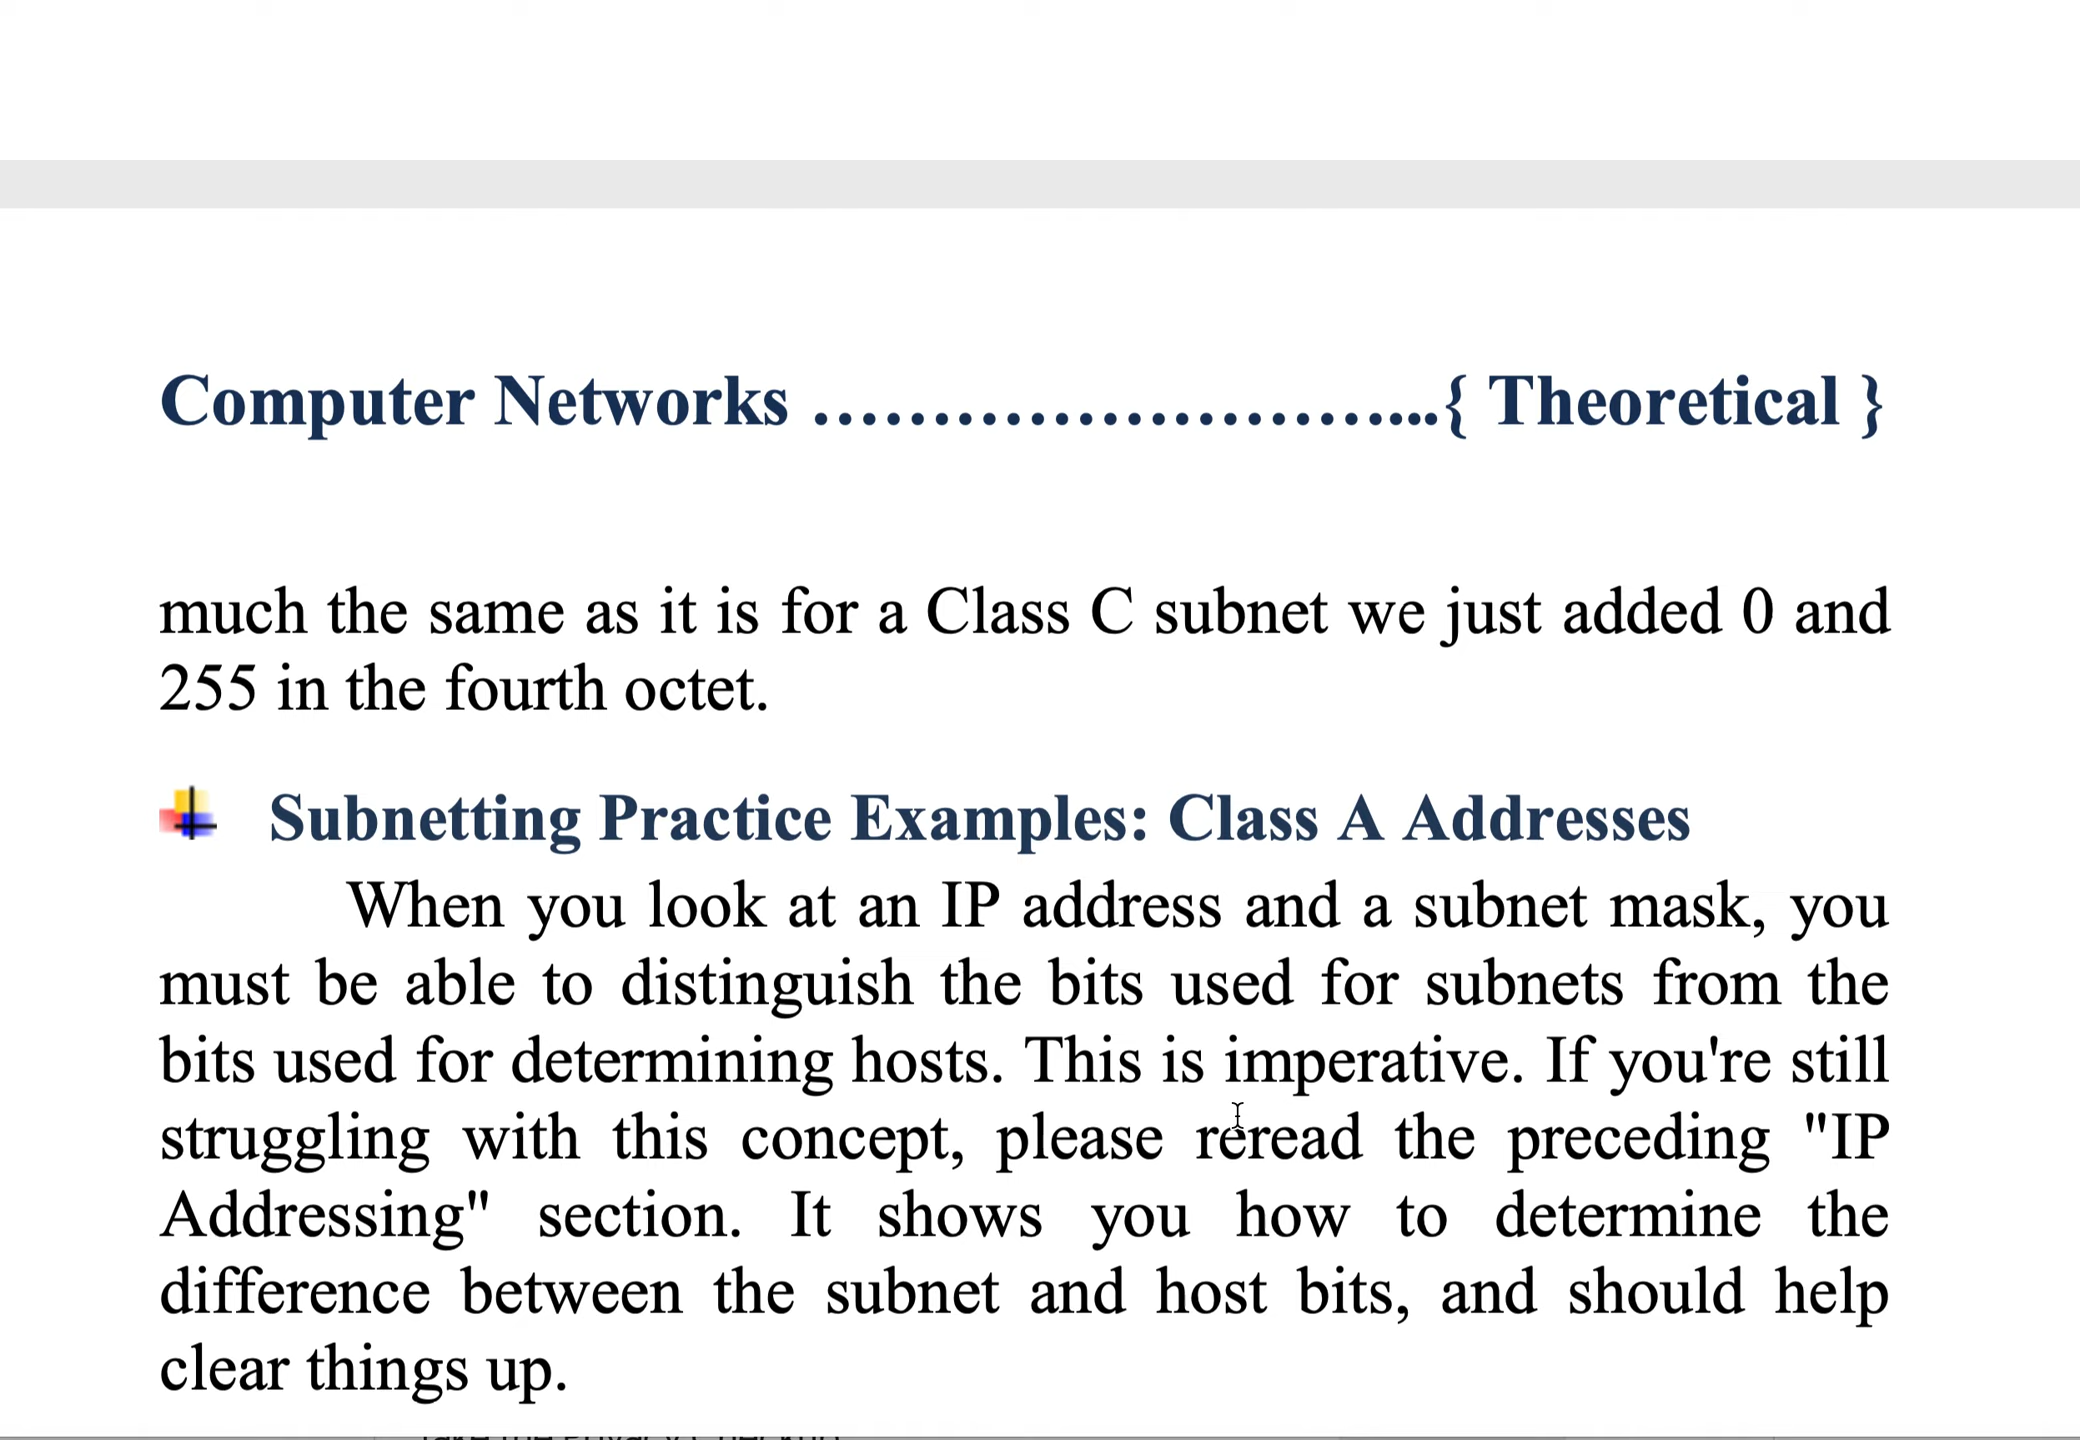 Computer Networks ………………………...{ Theoretical }
much the same as it is for a Class C subnet we just added 0 and
255 in the fourth octet.
Subnetting Practice Examples: Class A Addresses
When you look at an IP address and a subnet mask, you
must be able to distinguish the bits used for subnets from the
bits used for determining hosts. This is imperative. If you're still
struggling with this concept, please reread the preceding "IP
Addressing" section. It shows you how to determine the
difference between the subnet and host bits, and should help
clear things up.